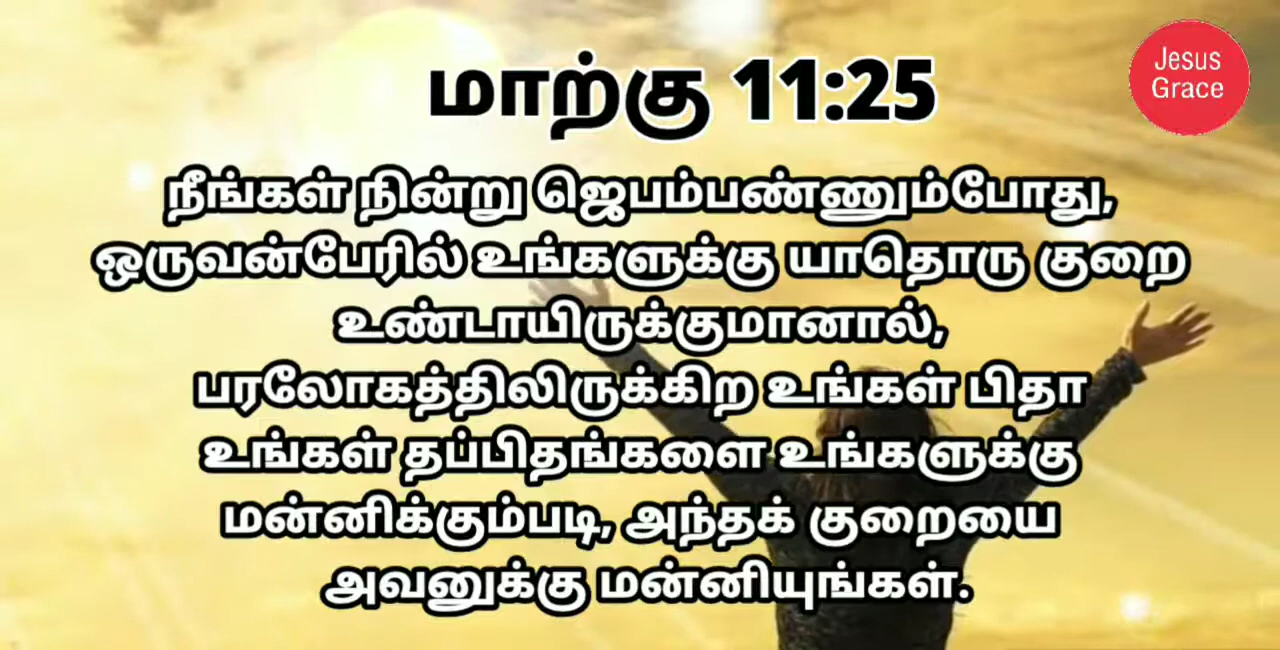 மாற்கு 11:25
Jesus
Grace
நீங்கள் நின்று ஜெபம்பண்ணும்போது,
ஒருவன்பேரில் உங்களுக்கு யாதொரு குறை
உண்டாயிருக்குமானால்,
பரலோகத்திலிருக்கிற உங்கள் பிதா
உங்கள் தப்பிதங்களை உங்களுக்கு
மன்னிக்கும்படி, அந்தக் குறையை
அவனுக்கு மன்னியுங்கள்.